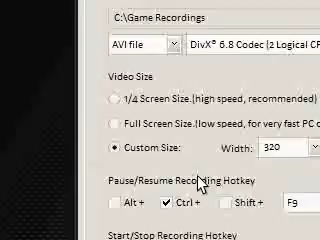 C:\Game Recordings
AVI file DivX® 6.8 Codec (2 Logical CP
Video Size
1/4 Screen Size.(high speed, recommended)
Full Screen Size.(low speed, for very fast PC o
Custom Size: Width: 320
Pause/Resume Recording Hotkey
Alt + Ctrl + Shift + F9
Start/Stop Recording Hotkey